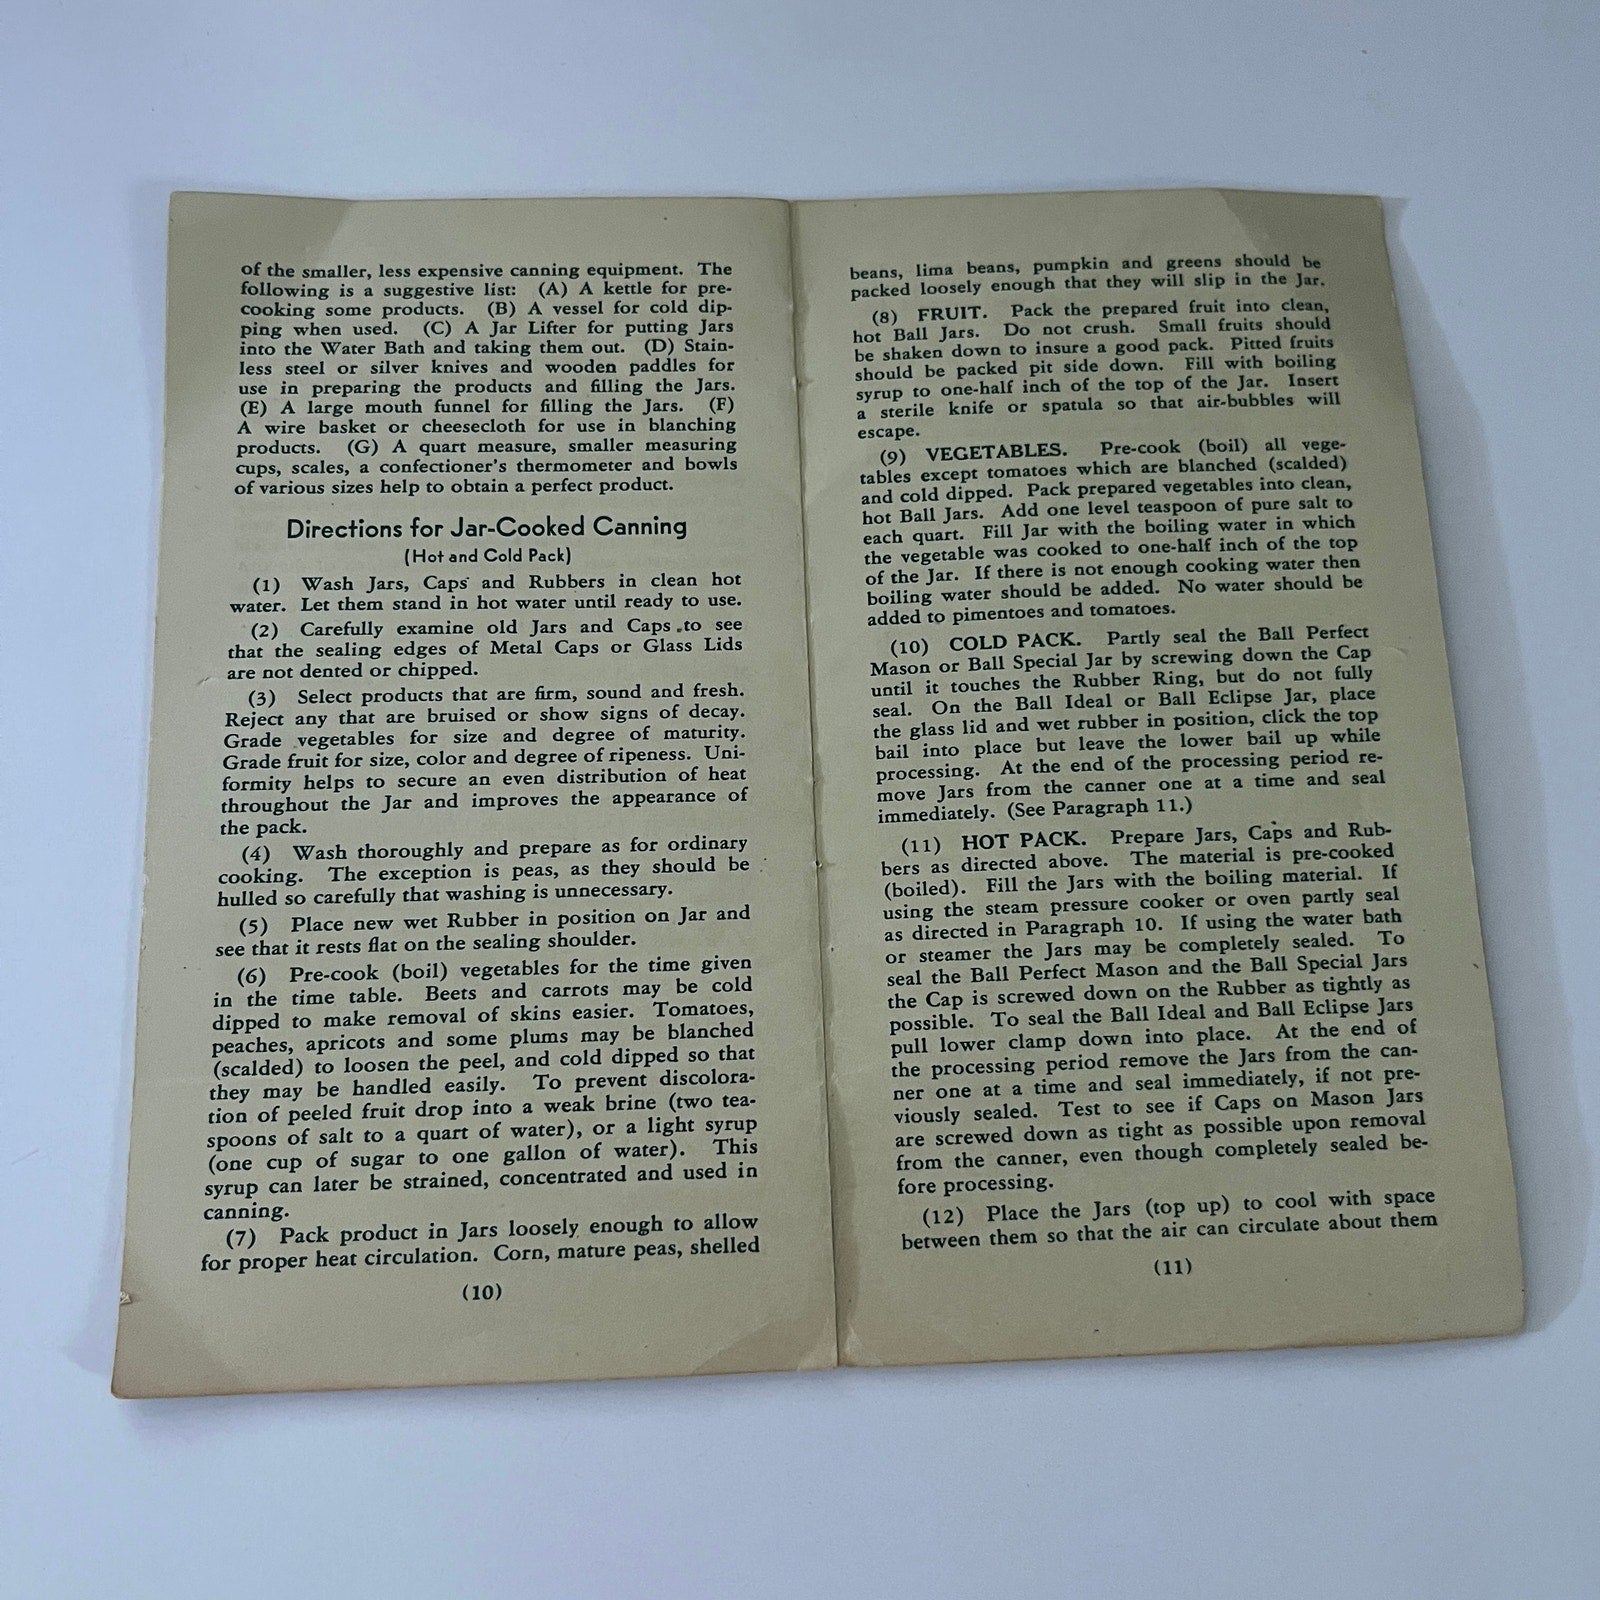 of the smaller, less expensive canning equipment. The
following is a suggestive list: (A) A kettle for pre-
cooking some products. (B) A vessel for cold dip-
ping when used. (C) A Jar Lifter for putting Jars
into the Water Bath and taking them out. (D) Stain-
less steel or silver knives and wooden paddles for
use in preparing the products and filling the Jars.
(E) A large mouth funnel for filling the Jars. (F)
A wire basket or cheesecloth for use in blanching
products. (G) A quart measure, smaller measuring
cups, scales, a confectioner's thermometer and bowls
of various sizes help to obtain a perfect product.
Directions for Jar-Cooked Canning
(Hot and Cold Pack)
(1) Wash Jars, Caps and Rubbers in clean hot
water. Let them stand in hot water until ready to use.
(2) Carefully examine old Jars and Caps to see
that the sealing edges of Metal Caps or Glass Lids
are not dented or chipped.
(3) Select products that are firm, sound and fresh.
Reject any that are bruised or show signs of decay.
Grade vegetables for size and degree of maturity.
Grade fruit for size, color and degree of ripeness. Uni-
formity helps to secure an even distribution of heat
throughout the Jar and improves the appearance of
the pack.
(4) Wash thoroughly and prepare as for ordinary
cooking. The exception is peas, as they should be
hulled so carefully that washing is unnecessary.
(5) Place new wet Rubber in position on Jar and
see that it rests flat on the sealing shoulder.
(6) Pre-cook (boil) vegetables for the time given
in the time table. Beets and carrots may be cold
dipped to make removal of skins easier. Tomatoes,
peaches, apricots and some plums may be blanched
(scalded) to loosen the peel, and cold dipped so that
they may be handled easily. To prevent discolora-
tion of peeled fruit drop into a weak brine (two tea-
spoons of salt to a quart of water), or a light syrup
(one cup of sugar to one gallon of water). This
syrup can later be strained, concentrated and used in
canning.
(7) Pack product in Jars loosely enough to allow
for proper heat circulation. Corn, mature peas, shelled
(10)
beans, lima beans, pumpkin and greens should be
packed loosely enough that they will slip in the Jar.
(8) FRUIT. Pack the prepared fruit into clean,
hot Ball Jars. Do not crush. Small fruits should
be shaken down to insure a good pack. Pitted fruits
should be packed pit side down. Fill with boiling
syrup to one-half inch of the top of the Jar. Insert
a sterile knife or spatula so that air-bubbles will
escape.
(9) VEGETABLES. Pre-cook (boil) all vege-
tables except tomatoes which are blanched (scalded)
and cold dipped. Pack prepared vegetables into clean,
hot Ball Jars. Add one level teaspoon of pure salt to
each quart. Fill Jar with the boiling water in which
the vegetable was cooked to one-half inch of the top
of the Jar. If there is not enough cooking water then
boiling water should be added. No water should be
added to pimentoes and tomatoes.
(10) COLD PACK. Partly seal the Ball Perfect
Mason or Ball Special Jar by screwing down the Cap
until it touches the Rubber Ring, but do not fully
seal. On the Ball Ideal or Ball Eclipse Jar, place
the glass lid and wet rubber in position, click the top
bail into place but leave the lower bail up while
processing. At the end of the processing period re-
move Jars from the canner one at a time and seal
immediately. (See Paragraph 11.)
(11) HOT PACK. Prepare Jars, Caps and Rub-
bers as directed above. The material is pre-cooked
(boiled). Fill the Jars with the boiling material. If
using the steam pressure cooker or oven partly seal
as directed in Paragraph 10. If using the water bath
or steamer the Jars may be completely sealed. To
seal the Ball Perfect Mason and the Ball Special Jars
the Cap is screwed down on the Rubber as tightly as
possible. To seal the Ball Ideal and Ball Eclipse Jars
pull lower clamp down into place. At the end of
the processing period remove the Jars from the can-
ner one at a time and seal immediately, if not pre-
viously sealed. Test to see if Caps on Mason Jars
are screwed down as tight as possible upon removal
from the canner, even though completely sealed be-
fore processing.
(12) Place the Jars (top up) to cool with space
between them so that the air can circulate about them
(11)